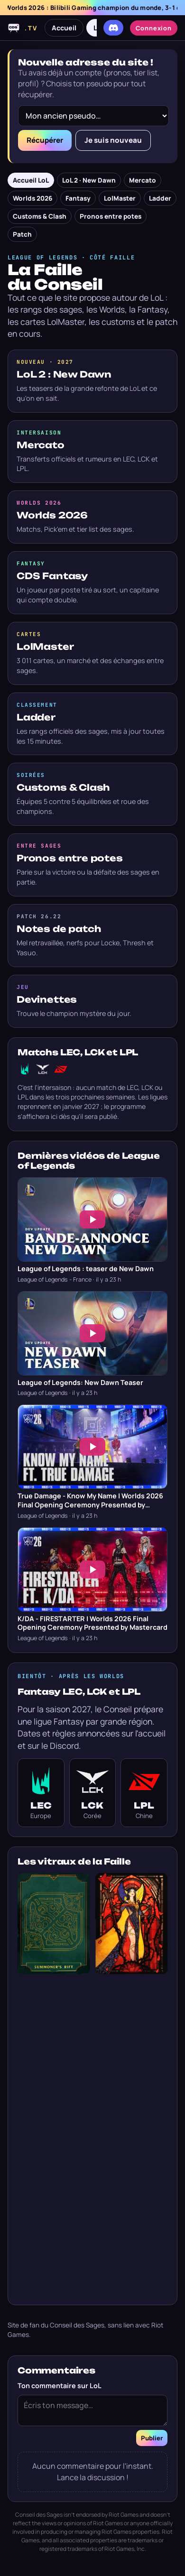 Worlds 2026 : Bilibili Gaming champion du monde, 3-1
.TV
Accueil
L
Connexion
Nouvelle adresse du site !
Tu avais déjà un compte (pronos, tier list,
profil) ? Choisis ton pseudo pour tout
récupérer.
Mon ancien pseudo…
Récupérer
Je suis nouveau
Accueil LoL
LoL 2 · New Dawn
Mercato
Worlds 2026
Fantasy
LolMaster
Ladder
Customs & Clash
Pronos entre potes
Patch
LEAGUE OF LEGENDS · CÔTÉ FAILLE
La Faille
du Conseil
Tout ce que le site propose autour de LoL :
les rangs des sages, les Worlds, la Fantasy,
les cartes LolMaster, les customs et le patch
en cours.
NOUVEAU · 2027
LoL 2 : New Dawn
Les teasers de la grande refonte de LoL et ce
qu'on en sait.
INTERSAISON
Mercato
Transferts officiels et rumeurs en LEC, LCK et
LPL.
WORLDS 2026
Worlds 2026
Matchs, Pick'em et tier list des sages.
FANTASY
CDS Fantasy
Un joueur par poste tiré au sort, un capitaine
qui compte double.
CARTES
LolMaster
3 011 cartes, un marché et des échanges entre
sages.
CLASSEMENT
Ladder
Les rangs officiels des sages, mis à jour toutes
les 15 minutes.
SOIRÉES
Customs & Clash
Équipes 5 contre 5 équilibrées et roue des
champions.
ENTRE SAGES
Pronos entre potes
Parie sur la victoire ou la défaite des sages en
partie.
PATCH 26.22
Notes de patch
Mel retravaillée, nerfs pour Locke, Thresh et
Yasuo.
JEU
Devinettes
Trouve le champion mystère du jour.
Matchs LEC, LCK et LPL
C'est l'intersaison : aucun match de LEC, LCK ou
LPL dans les trois prochaines semaines. Les ligues
reprennent en janvier 2027 ; le programme
s'affichera ici dès qu'il sera publié.
Dernières vidéos de League
of Legends
DEV UPDATE
BANDE-ANNONCE
NEW DAWN
League of Legends : teaser de New Dawn
League of Legends - France · il y a 23 h
DEV UPDATE
NEW DAWN
TEASER
League of Legends: New Dawn Teaser
League of Legends · il y a 23 h
26
KNOW MY NAME
FT. TRUE DAMAGE
True Damage - Know My Name | Worlds 2026
Final Opening Ceremony Presented by…
League of Legends · il y a 23 h
26
FIRESTARTER
FT. K/DA
K/DA - FIRESTARTER | Worlds 2026 Final
Opening Ceremony Presented by Mastercard
League of Legends · il y a 23 h
BIENTÔT · APRÈS LES WORLDS
Fantasy LEC, LCK et LPL
Pour la saison 2027, le Conseil prépare
une ligue Fantasy par grande région.
Dates et règles annoncées sur l'accueil
et sur le Discord.
LCK
LEC
Europe
LCK
Corée
LPL
Chine
Les vitraux de la Faille
SUMMONER'S RIFT
Site de fan du Conseil des Sages, sans lien avec Riot
Games.
Commentaires
Ton commentaire sur LoL
Écris ton message…
Publier
Aucun commentaire pour l'instant.
Lance la discussion !
Conseil des Sages isn't endorsed by Riot Games and doesn't
reflect the views or opinions of Riot Games or anyone officially
involved in producing or managing Riot Games properties. Riot
Games, and all associated properties are trademarks or
registered trademarks of Riot Games, Inc.